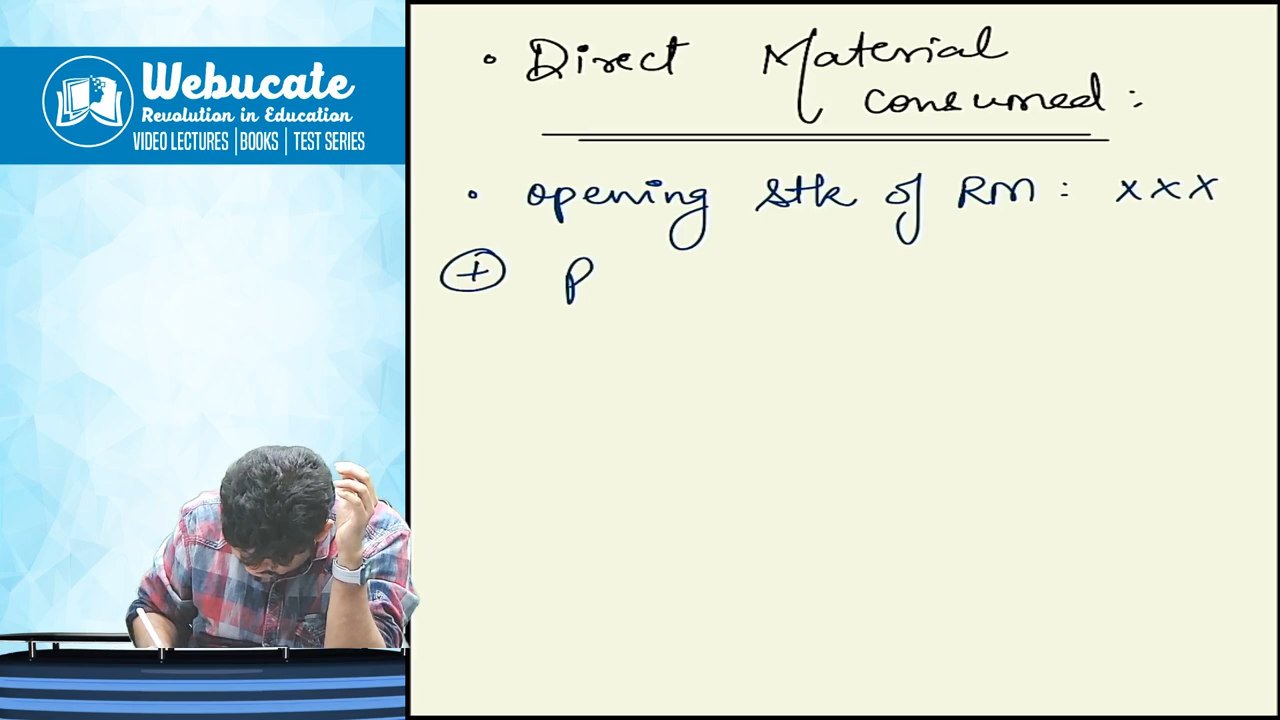 Webucate
Revolution in Education
VIDEO LECTURES | BOOKS | TEST SERIES
• Direct Material
consumed :
• opening stk of RM : xxx
+ P